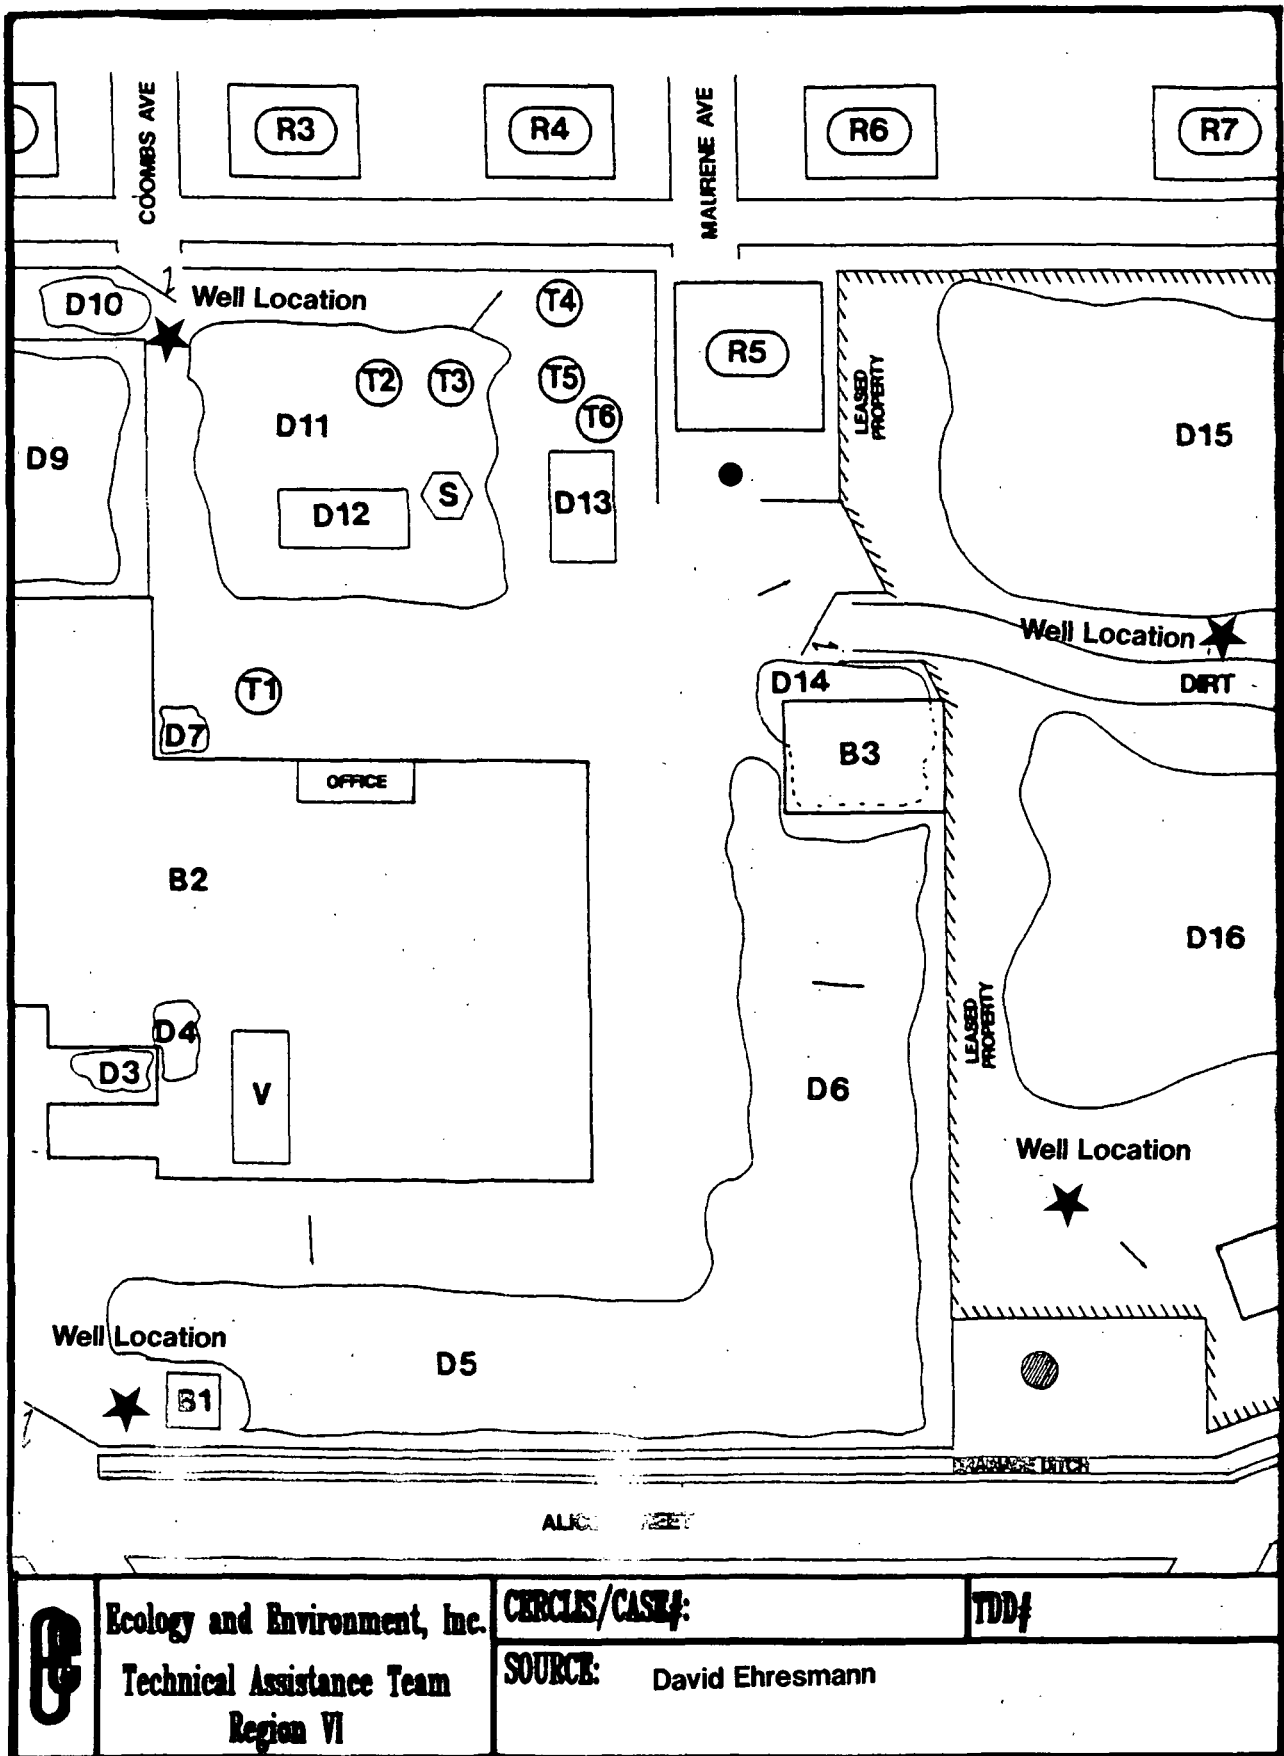 COOMBS AVE
R3
R4
MAURENE AVE
R6
R7
D10
Well Location
T4
T2
T3
T5
T6
R5
LEASED
PROPERTY
D15
D11
D9
S
D12
D13
Well Location
DIRT
T1
D7
D14
B3
OFFICE
B2
D16
D4
D3
V
D6
LEASED
PROPERTY
Well Location
Well Location
D5
B1
DRAINAGE DITCH
Ecology and Environment, Inc.
Technical Assistance Team
Region VI
CERCLIS/CASE#:
TDD#
SOURCE: David Ehresmann